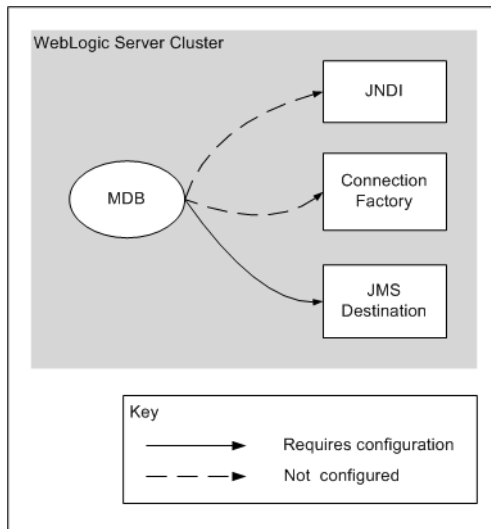 WebLogic Server Cluster
JNDI
MDB
Connection
Factory
JMS
Destination
Key
Requires configuration
Not configured